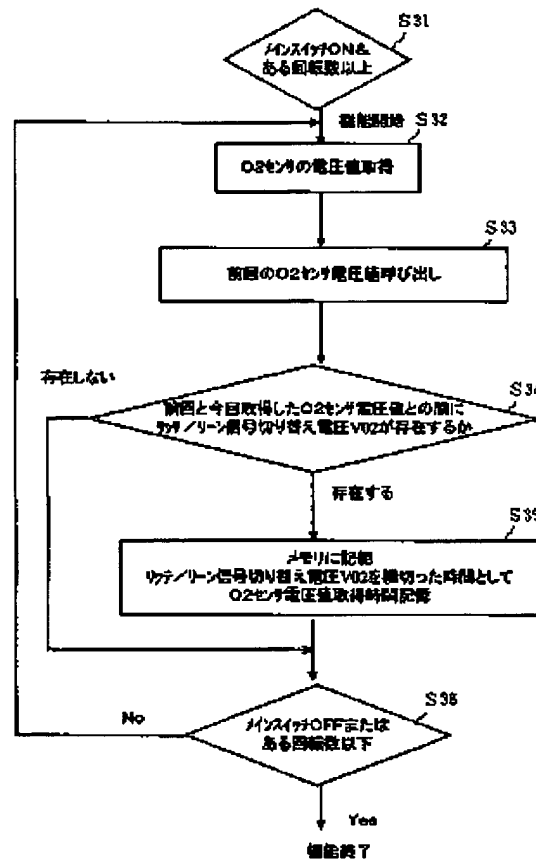 S31
メインスイッチON&
ある回転数以上
機能開始
S32
O2センサの電圧値取得
S33
前回のO2センサ電圧値呼び出し
存在しない
S34
前回と今回取得したO2センサ電圧値との間に
リッチ/リーン信号切り替え電圧V02が存在するか
存在する
S35
メモリに記憶
リッチ/リーン信号切り替え電圧V02を横切った時間として
O2センサ電圧値取得時間記憶
No
S36
メインスイッチOFFまたは
ある回転数以下
Yes
機能終了